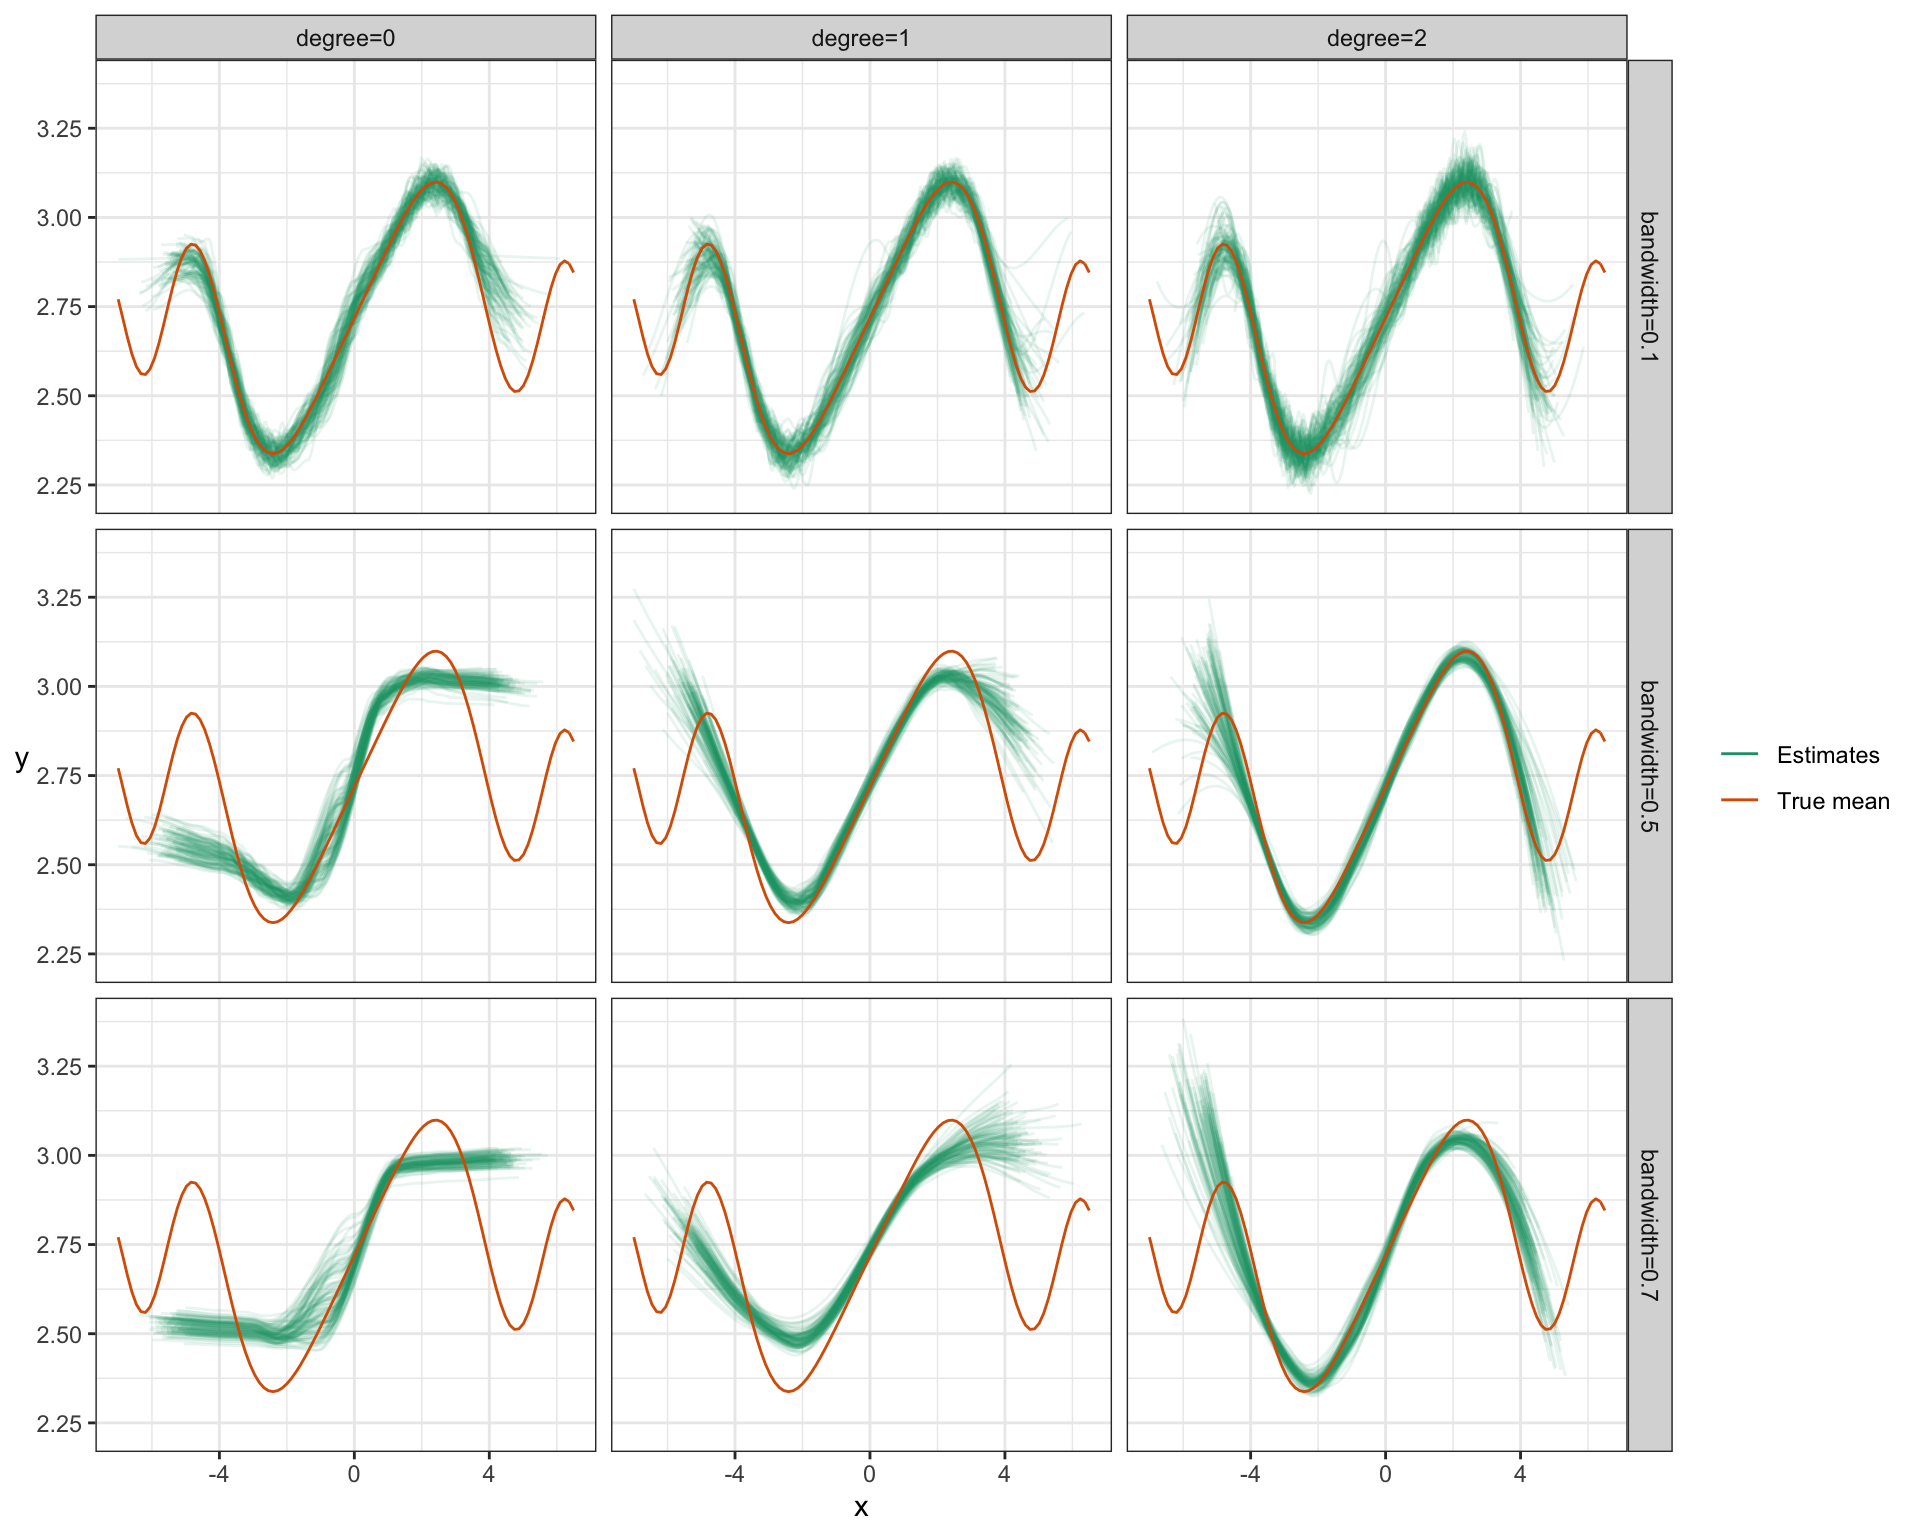 degree=0
degree=1
degree=2
3.25
3.00
2.75
2.50
2.25
bandwidth=0.1
3.25
3.00
2.75
2.50
2.25
bandwidth=0.5
y
Estimates
True mean
3.25
3.00
2.75
2.50
2.25
bandwidth=0.7
-4 0 4
-4 0 4
-4 0 4
x